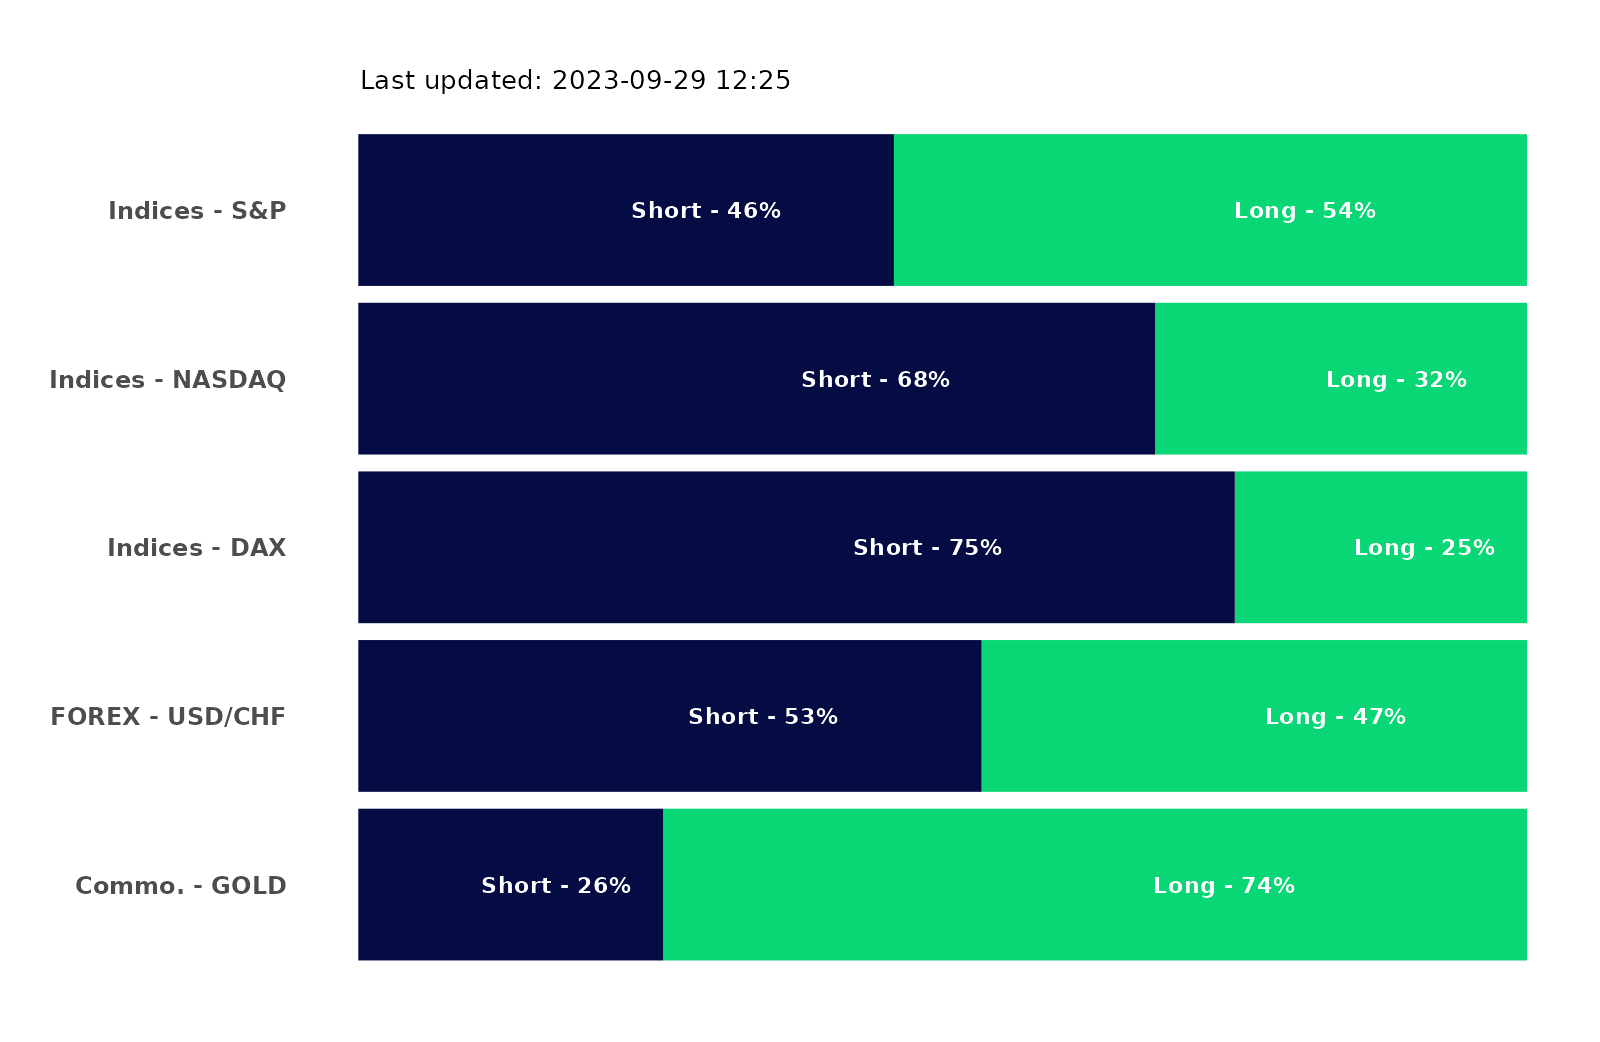 Last updated: 2023-09-29 12:25
Indices - S&P Short - 46% Long - 54%
Indices - NASDAQ Short - 68% Long - 32%
Indices - DAX Short - 75% Long - 25%
FOREX - USD/CHF Short - 53% Long - 47%
Commo. - GOLD Short - 26% Long - 74%